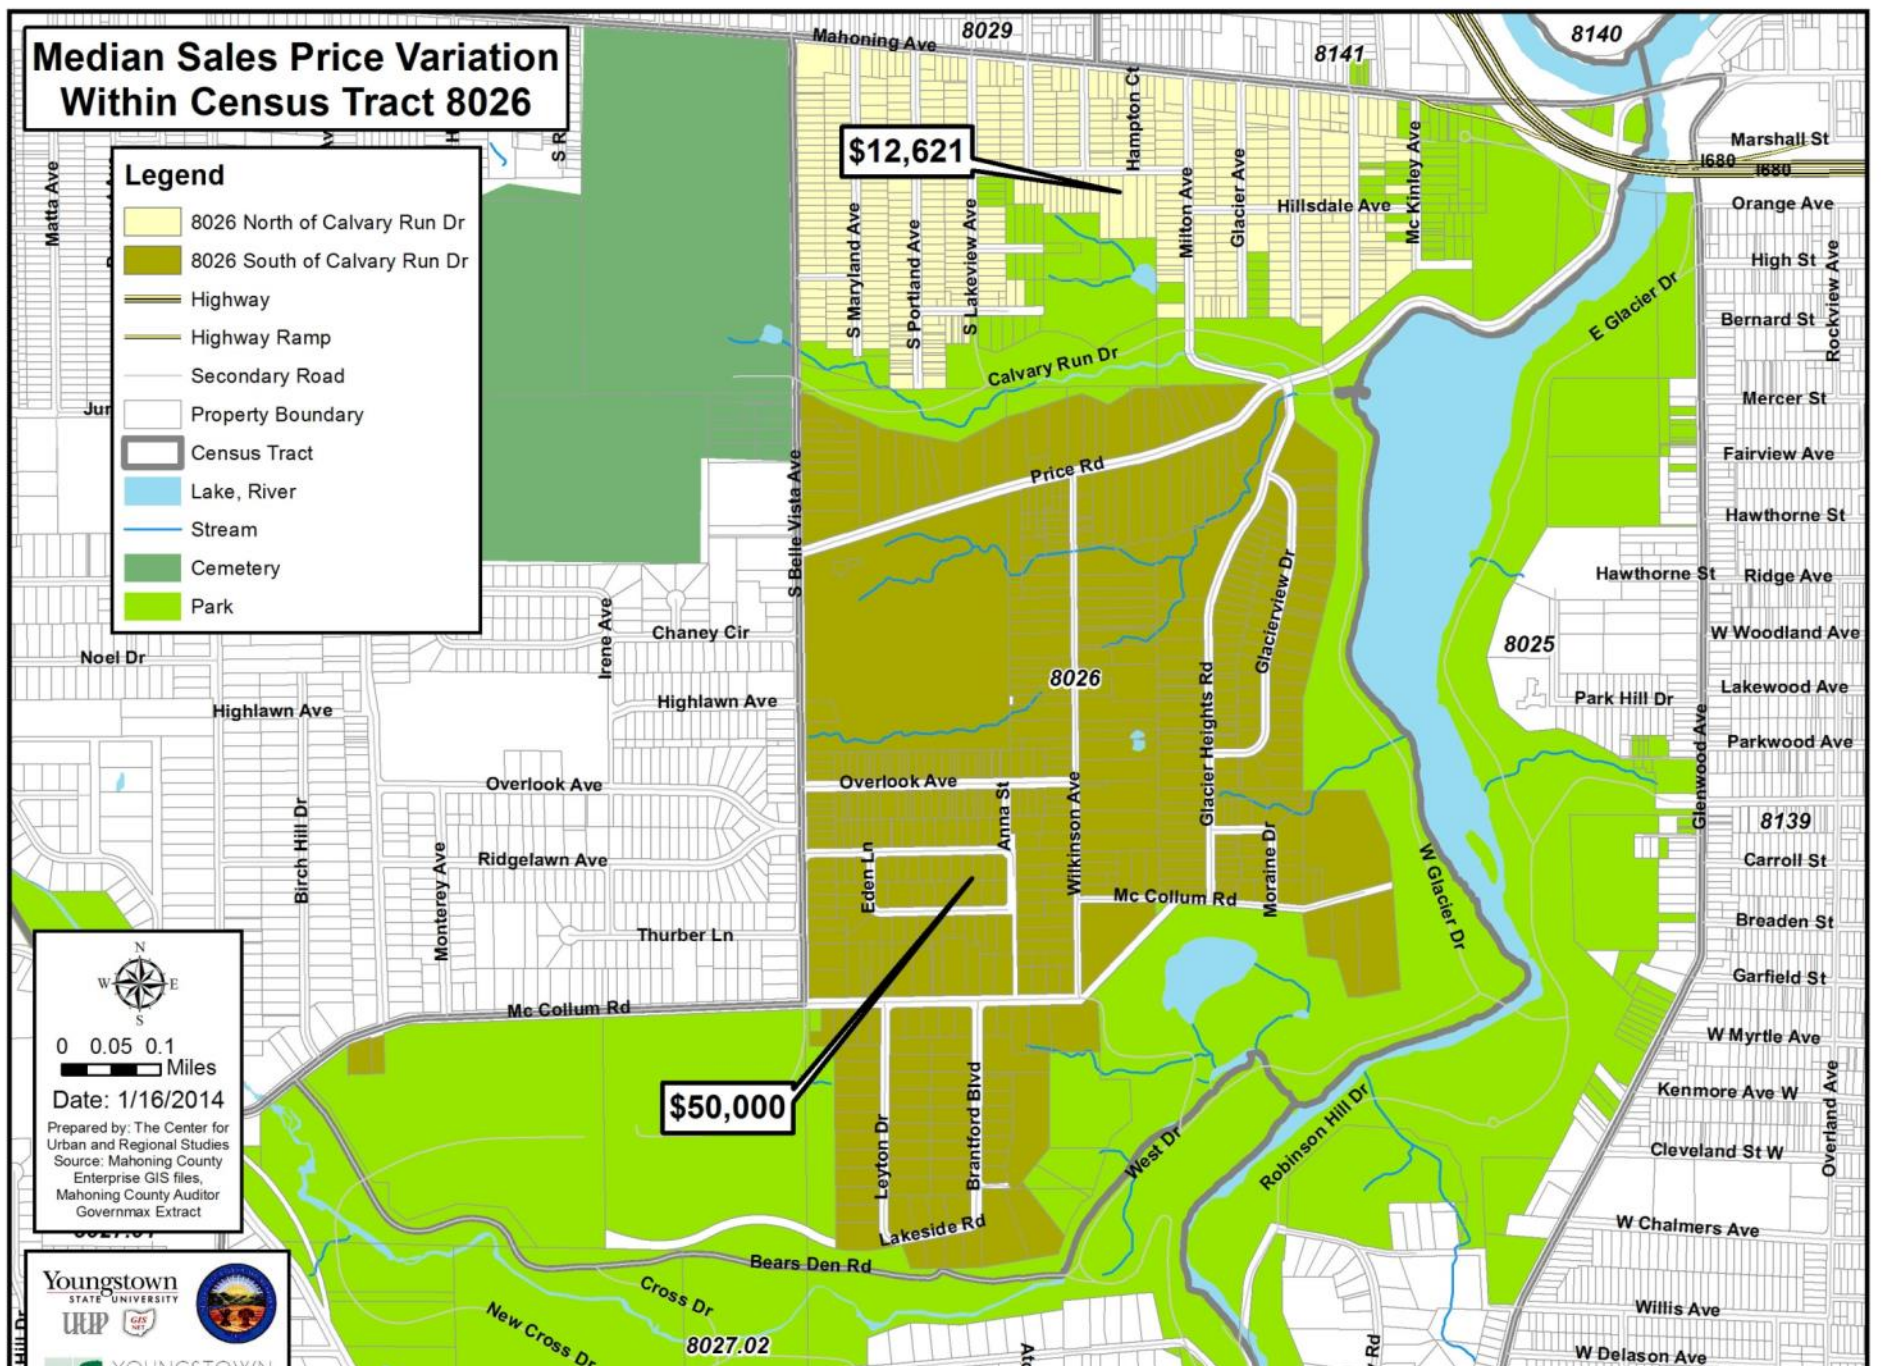 Median Sales Price Variation
Within Census Tract 8026
Legend
8026 North of Calvary Run Dr
8026 South of Calvary Run Dr
Highway
Highway Ramp
Secondary Road
Property Boundary
Census Tract
Lake, River
Stream
Cemetery
Park
Mahoning Ave
8029
8141
8140
$12,621
Hampton Ct
Milton Ave
Glacier Ave
Hillsdale Ave
Mc Kinley Ave
S Maryland Ave
S Portland Ave
S Lakeview Ave
Calvary Run Dr
Matta Ave
Marshall St
I680
I680
Orange Ave
High St
Rockview Ave
E Glacier Dr
Bernard St
Mercer St
Fairview Ave
Hawthorne St
Hawthorne St
Ridge Ave
W Woodland Ave
8025
Lakewood Ave
Park Hill Dr
Parkwood Ave
Glenwood Ave
8139
Carroll St
Breaden St
Garfield St
W Myrtle Ave
Kenmore Ave W
Overland Ave
Cleveland St W
W Chalmers Ave
Willis Ave
W Delason Ave
Price Rd
S Belle Vista Ave
Glacierview Dr
Glacier Heights Rd
8026
Irene Ave
Chaney Cir
Noel Dr
Highlawn Ave
Highlawn Ave
Overlook Ave
Overlook Ave
Anna St
Wilkinson Ave
Moraine Dr
Birch Hill Dr
Monterey Ave
Ridgelawn Ave
Eden Ln
Mc Collum Rd
W Glacier Dr
Thurber Ln
Mc Collum Rd
$50,000
Leyton Dr
Brantford Blvd
Lakeside Rd
West Dr
Robinson Hill Dr
Bears Den Rd
Cross Dr
New Cross Dr
8027.02
N
W E
S
0 0.05 0.1
Miles
Date: 1/16/2014
Prepared by: The Center for
Urban and Regional Studies
Source: Mahoning County
Enterprise GIS files,
Mahoning County Auditor
Governmax Extract
Youngstown
STATE UNIVERSITY
GIS
NET
YOUNGSTOWN